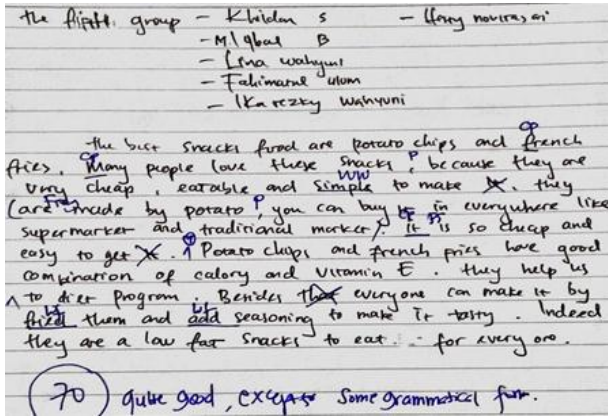 the fifth group - Khildan S - Herry novitasari
- M Iqbal B
- Lina wahyuni
- Fahimatul ulum
- Ika rezky wahyuni
the best snacks food are potato chips and french
fries. Many people love these snacks, because they are
very cheap, eatable and simple to make it. they
are made by potato, you can buy it in everywhere like
supermarket and traditional market, it is so cheap and
easy to get it. Potato chips and french fries have good
combination of calory and vitamin E. they help us
to diet program. Besides that everyone can make it by
fried them and add seasoning to make it tasty. Indeed
they are a low fat snacks to eat for every one.
70 quite good, except some grammatical form.